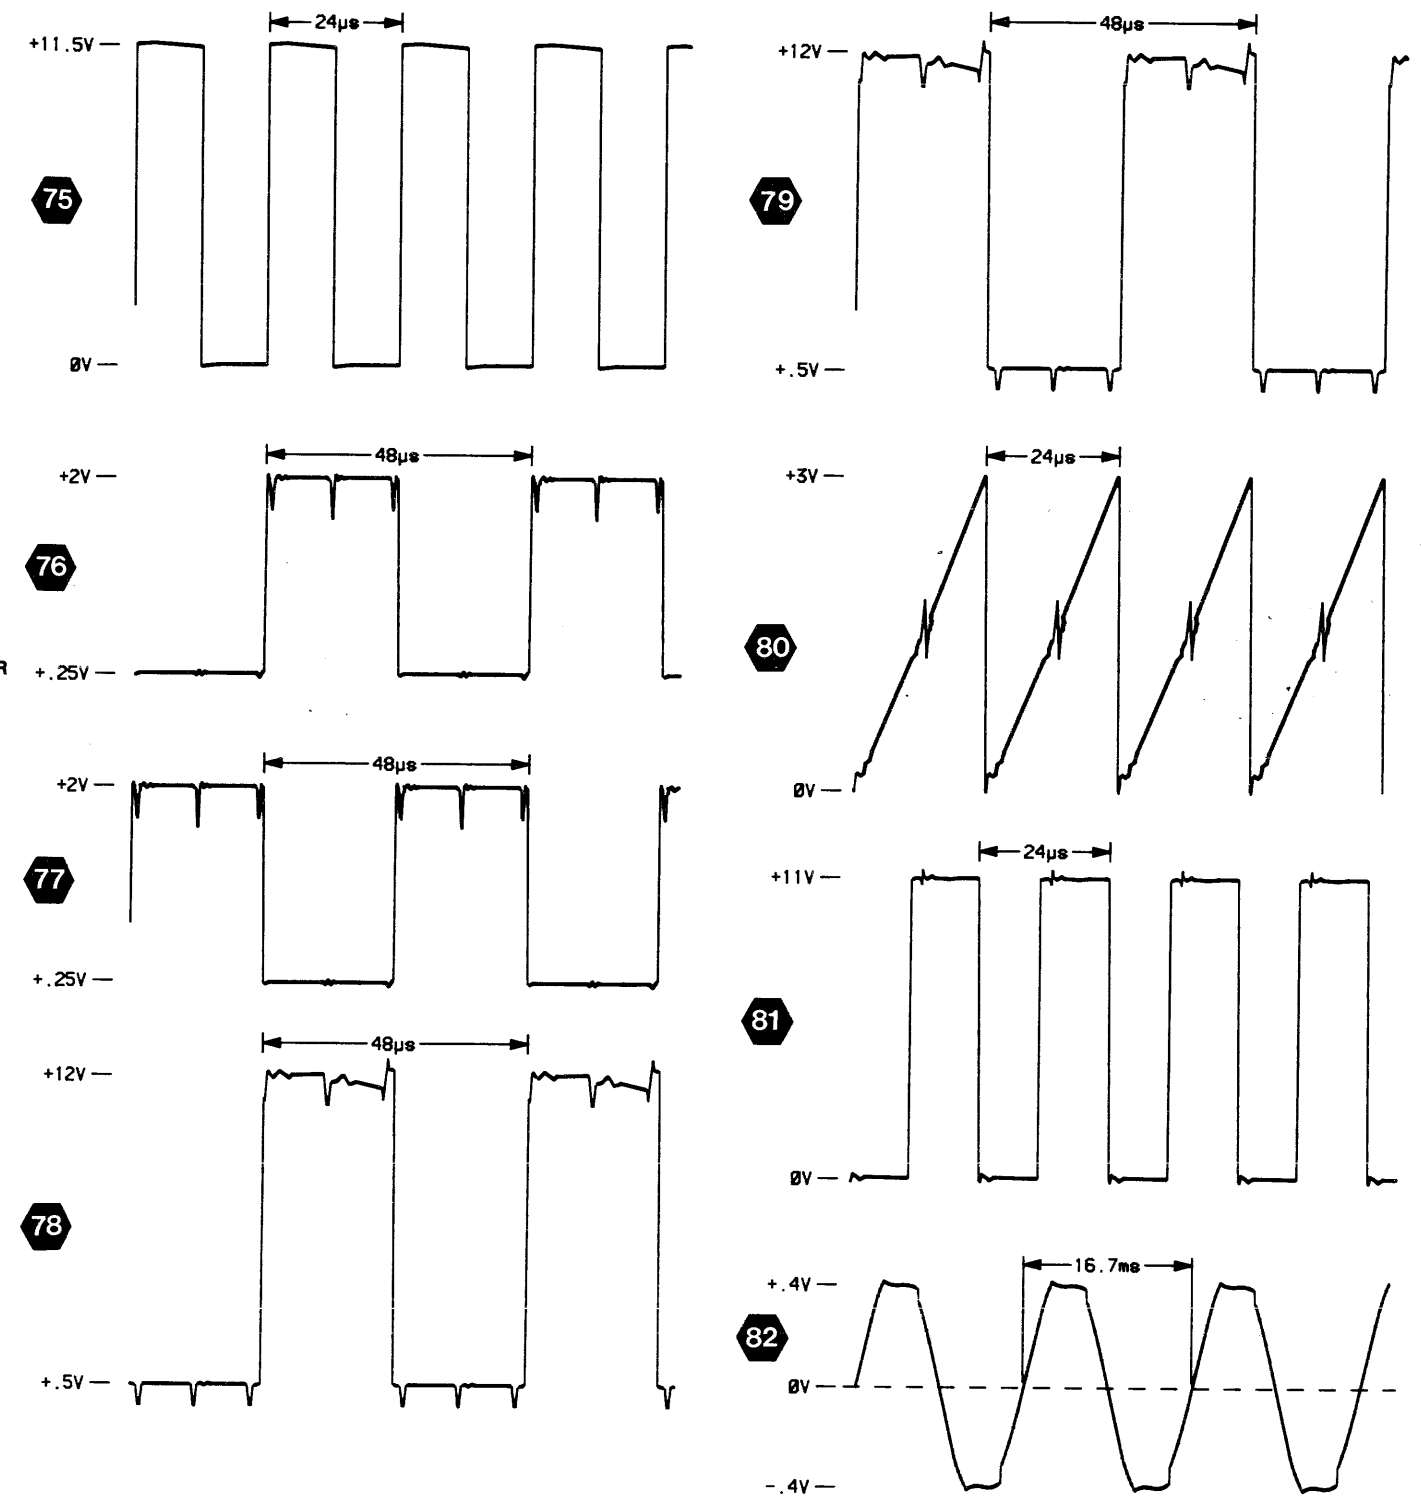 24µs
+11.5V
75
0V
48µs
+2V
76
R
+.25V
48µs
+2V
77
+.25V
48µs
+12V
78
+.5V
48µs
+12V
79
+.5V
24µs
+3V
80
0V
24µs
+11V
81
0V
16.7ms
+.4V
82
0V
-.4V